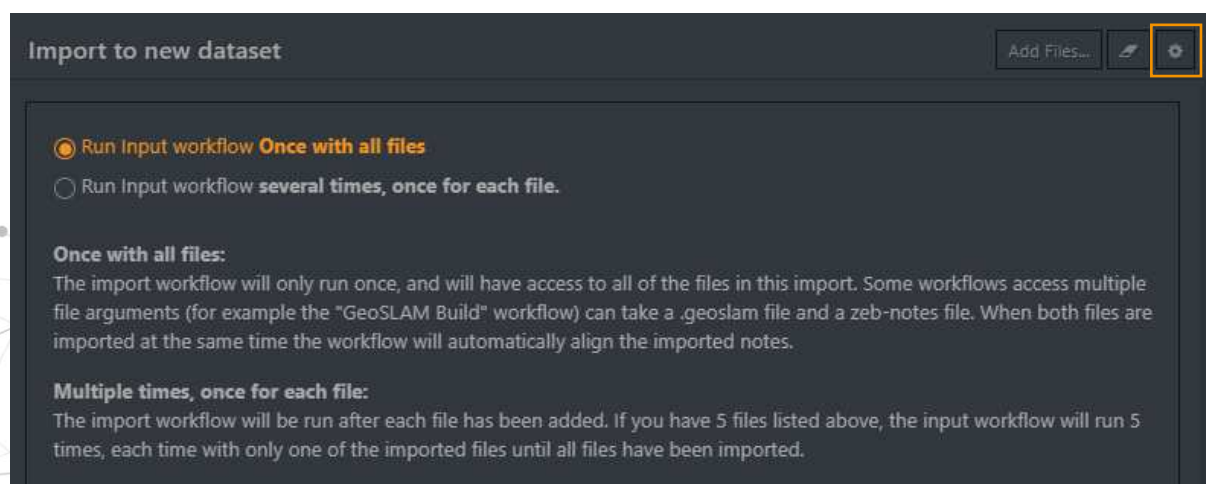 Import to new dataset
Add Files...
Run Input workflow Once with all files
Run Input workflow several times, once for each file.
Once with all files:
The import workflow will only run once, and will have access to all of the files in this import. Some workflows access multiple
file arguments (for example the "GeoSLAM Build" workflow) can take a .geoslam file and a zeb-notes file. When both files are
imported at the same time the workflow will automatically align the imported notes.
Multiple times, once for each file:
The import workflow will be run after each file has been added. If you have 5 files listed above, the input workflow will run 5
times, each time with only one of the imported files until all files have been imported.